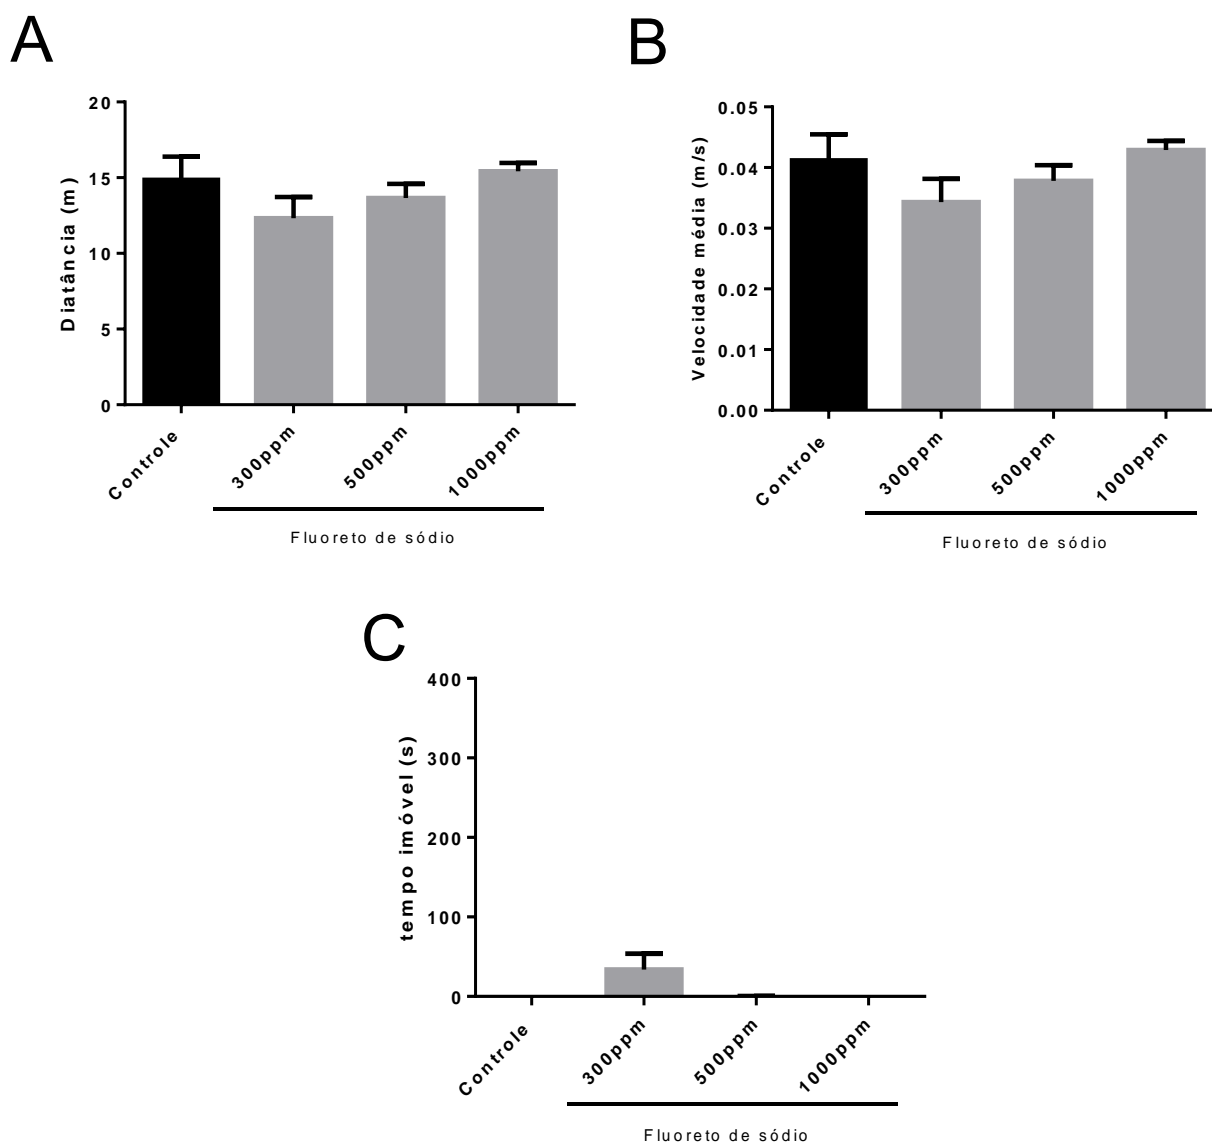 A
Diatância (m)
20
15
10
5
0
Controle
300ppm
500ppm
1000ppm
Fluoreto de sódio
B
Velocidade média (m/s)
0.05
0.04
0.03
0.02
0.01
0.00
Controle
300ppm
500ppm
1000ppm
Fluoreto de sódio
C
tempo imóvel (s)
400
300
200
100
0
Controle
300ppm
500ppm
1000ppm
Fluoreto de sódio